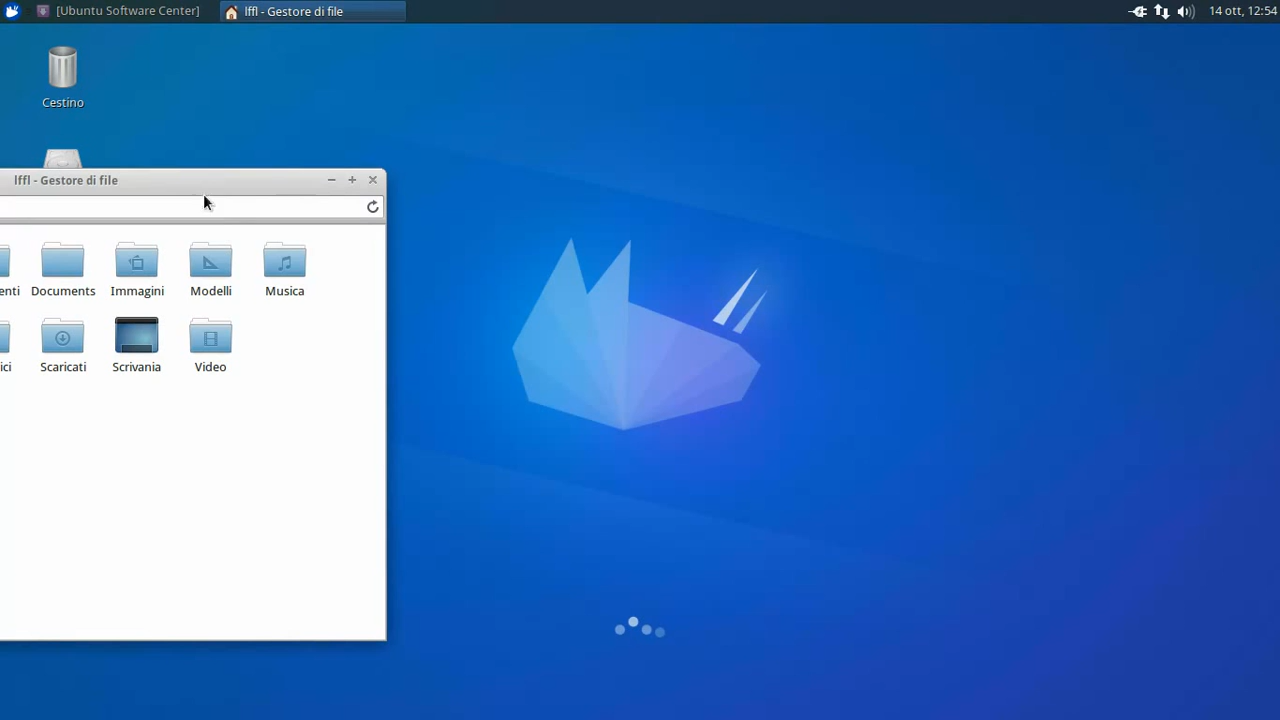 [Ubuntu Software Center]
lffl - Gestore di file
14 ott, 12:54
Cestino
lffl - Gestore di file
enti
Documents
Immagini
Modelli
Musica
ici
Scaricati
Scrivania
Video